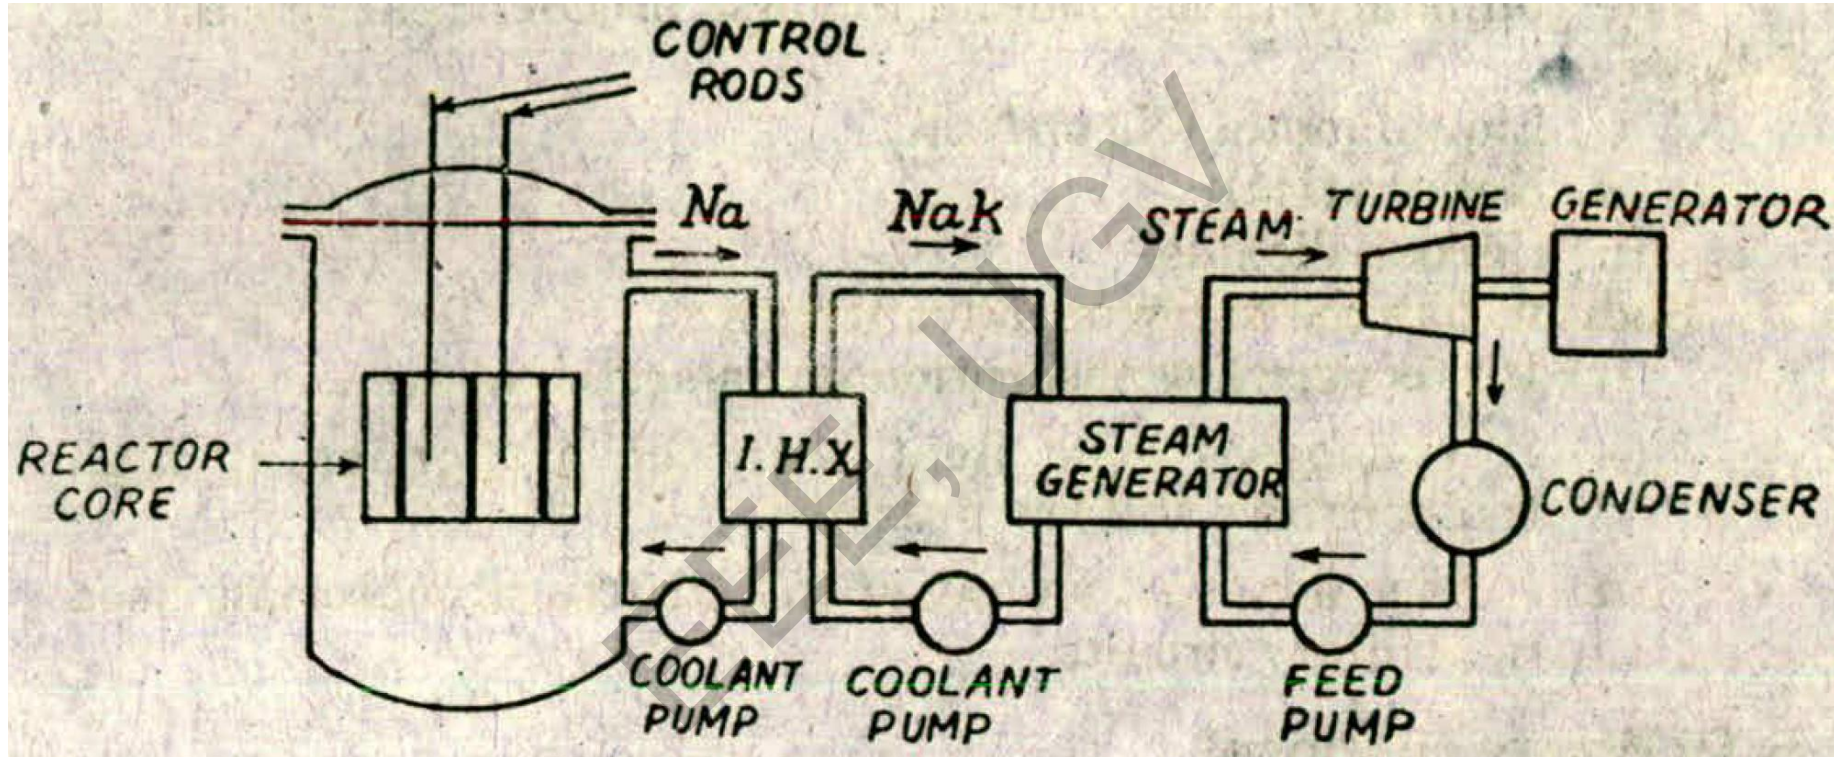 CONTROL
RODS
Na
Nak
STEAM
TURBINE
GENERATOR
REACTOR
CORE
I.H.X
STEAM
GENERATOR
CONDENSER
COOLANT
PUMP
COOLANT
PUMP
FEED
PUMP
EEE, UGV